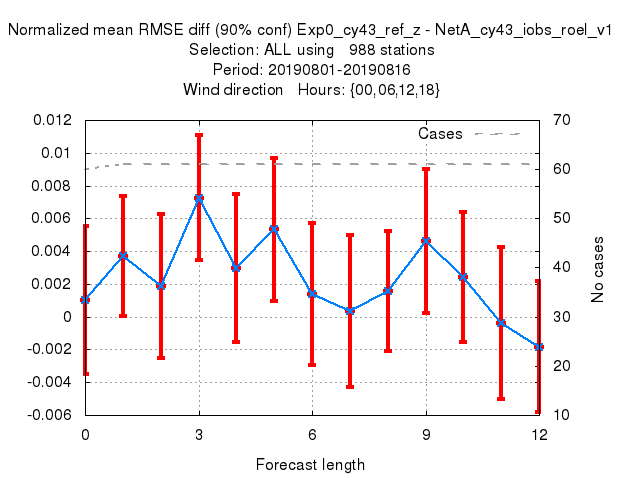 Normalized mean RMSE diff (90% conf) Exp0_cy43_ref_z - NetA_cy43_iobs_roel_v1
Selection: ALL using   988 stations
Period: 20190801-20190816
Wind direction   Hours: {00,06,12,18}
Cases
0.012
0.01
0.008
0.006
0.004
0.002
0
-0.002
-0.004
-0.006
70
60
50
40
30
20
10
No cases
0 3 6 9 12
Forecast length